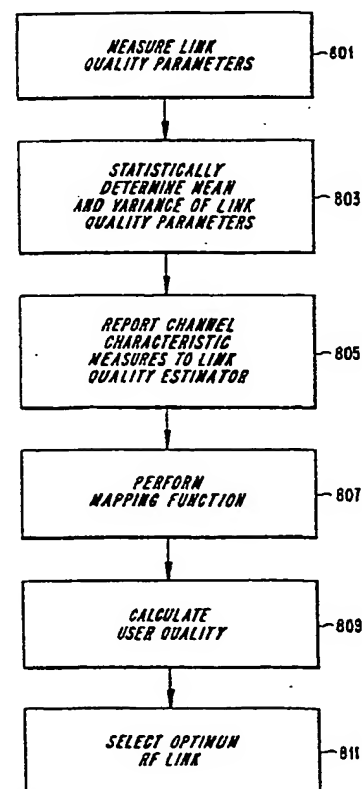 MEASURE LINK
QUALITY PARAMETERS
801
STATISTICALLY
DETERMINE MEAN
AND VARIANCE OF LINK
QUALITY PARAMETERS
803
REPORT CHANNEL
CHARACTERISTIC
MEASURES TO LINK
QUALITY ESTIMATOR
805
PERFORM
MAPPING FUNCTION
807
CALCULATE
USER QUALITY
809
SELECT OPTIMUM
RF LINK
811